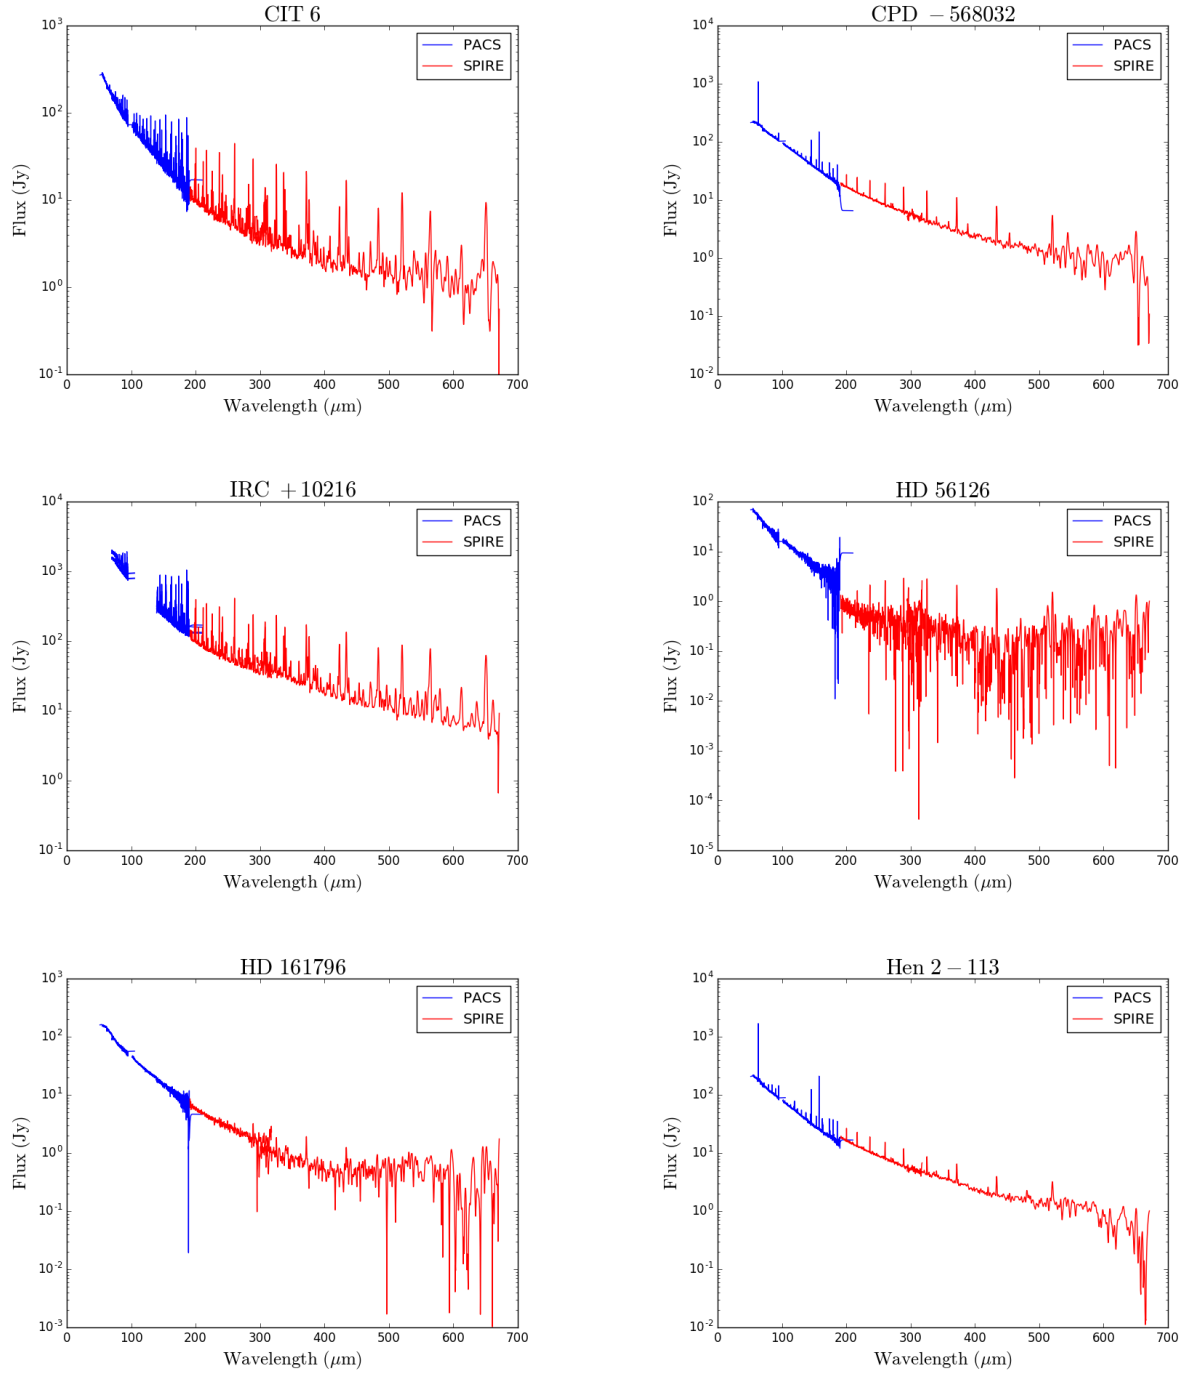 CIT 6
10^3
10^2
10^1
10^0
10^-1
Flux (Jy)
PACS
SPIRE
0 100 200 300 400 500 600 700
Wavelength (μm)
CPD −568032
10^4
10^3
10^2
10^1
10^0
10^-1
10^-2
Flux (Jy)
PACS
SPIRE
0 100 200 300 400 500 600 700
Wavelength (μm)
IRC +10216
10^4
10^3
10^2
10^1
10^0
10^-1
Flux (Jy)
PACS
SPIRE
0 100 200 300 400 500 600 700
Wavelength (μm)
HD 56126
10^2
10^1
10^0
10^-1
10^-2
10^-3
10^-4
10^-5
Flux (Jy)
PACS
SPIRE
0 100 200 300 400 500 600 700
Wavelength (μm)
HD 161796
10^3
10^2
10^1
10^0
10^-1
10^-2
10^-3
Flux (Jy)
PACS
SPIRE
0 100 200 300 400 500 600 700
Wavelength (μm)
Hen 2−113
10^4
10^3
10^2
10^1
10^0
10^-1
10^-2
Flux (Jy)
PACS
SPIRE
0 100 200 300 400 500 600 700
Wavelength (μm)